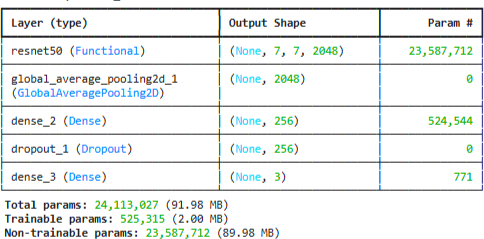 Layer (type) Output Shape Param #
resnet50 (Functional) (None, 7, 7, 2048) 23,587,712
global_average_pooling2d_1 (None, 2048) 0
(GlobalAveragePooling2D)
dense_2 (Dense) (None, 256) 524,544
dropout_1 (Dropout) (None, 256) 0
dense_3 (Dense) (None, 3) 771
Total params: 24,113,027 (91.98 MB)
Trainable params: 525,315 (2.00 MB)
Non-trainable params: 23,587,712 (89.98 MB)